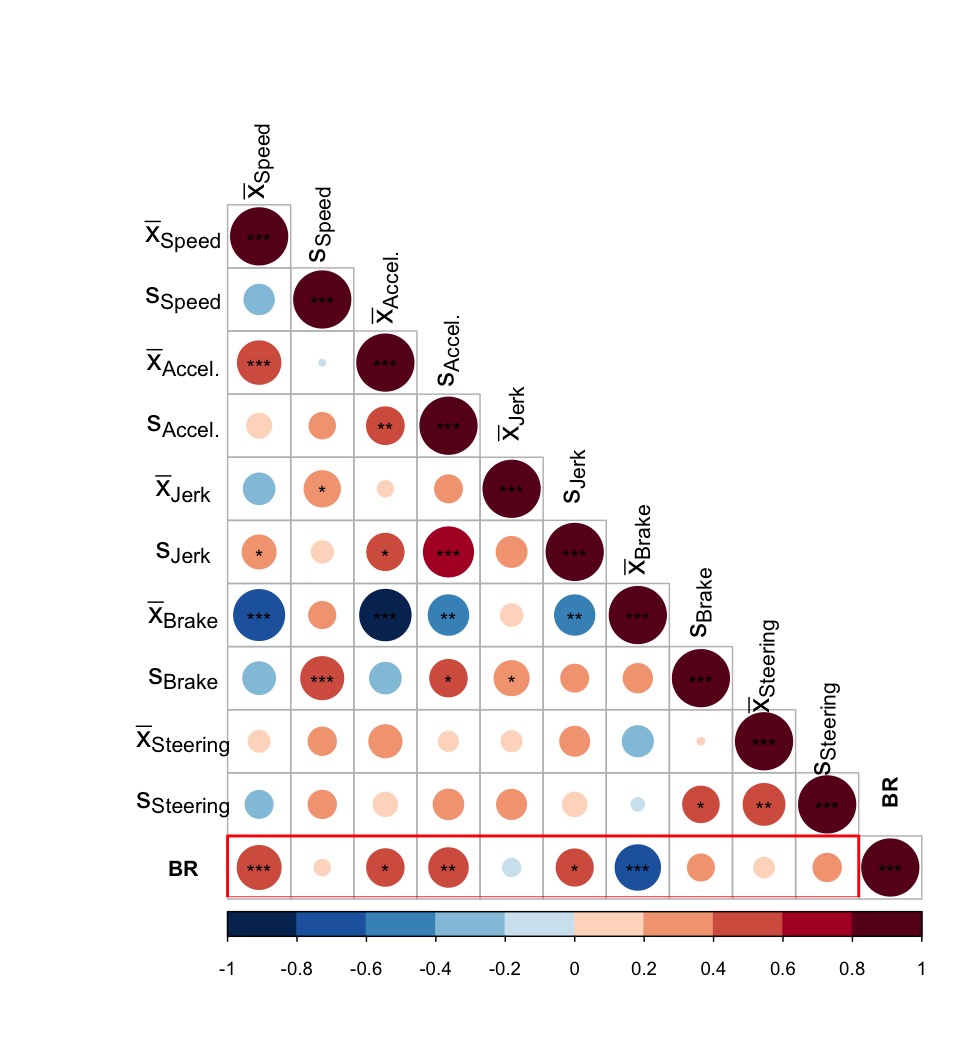 x̄Speed
sSpeed
x̄Accel.
sAccel.
x̄Jerk
sJerk
x̄Brake
sBrake
x̄Steering
sSteering
BR
x̄Speed ***
sSpeed ***
x̄Accel. *** ***
sAccel. ** ***
x̄Jerk * ***
sJerk * * *** ***
x̄Brake *** *** ** ** ***
sBrake *** * * ***
x̄Steering ***
sSteering * ** ***
BR *** * ** * *** ***
-1 -0.8 -0.6 -0.4 -0.2 0 0.2 0.4 0.6 0.8 1